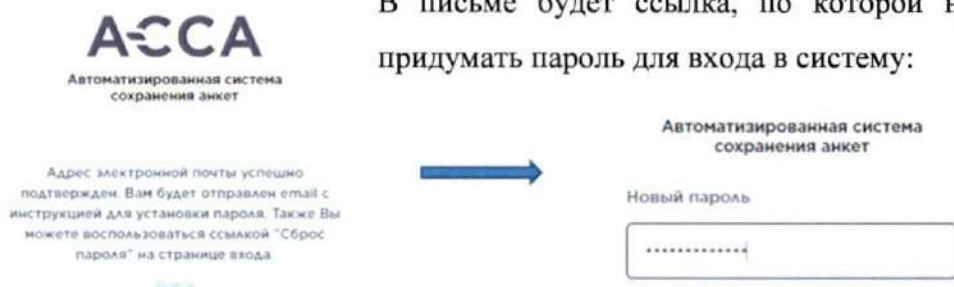 В письме будет ссылка, по которой
придумать пароль для входа в систему:
АССА
Автоматизированная система
сохранения анкет
Адрес электронной почты успешно
подтвержден. Вам будет отправлен email с
инструкцией для установки пароля. Также Вы
можете воспользоваться ссылкой "Сброс
пароля" на странице входа.
Автоматизированная система
сохранения анкет
Новый пароль